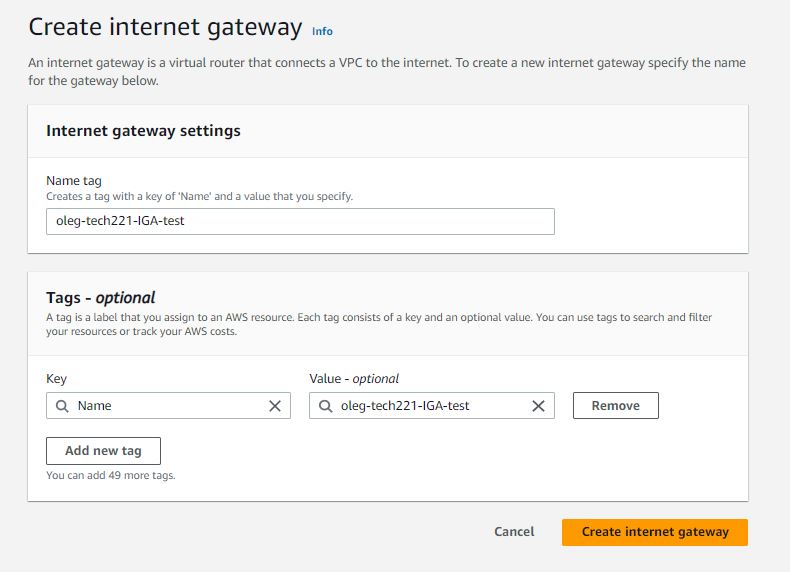 Create internet gateway Info
An internet gateway is a virtual router that connects a VPC to the internet. To create a new internet gateway specify the name
for the gateway below.
Internet gateway settings
Name tag
Creates a tag with a key of 'Name' and a value that you specify.
oleg-tech221-IGA-test
Tags - optional
A tag is a label that you assign to an AWS resource. Each tag consists of a key and an optional value. You can use tags to search and filter
your resources or track your AWS costs.
Key Value - optional
Name oleg-tech221-IGA-test Remove
Add new tag
You can add 49 more tags.
Cancel Create internet gateway